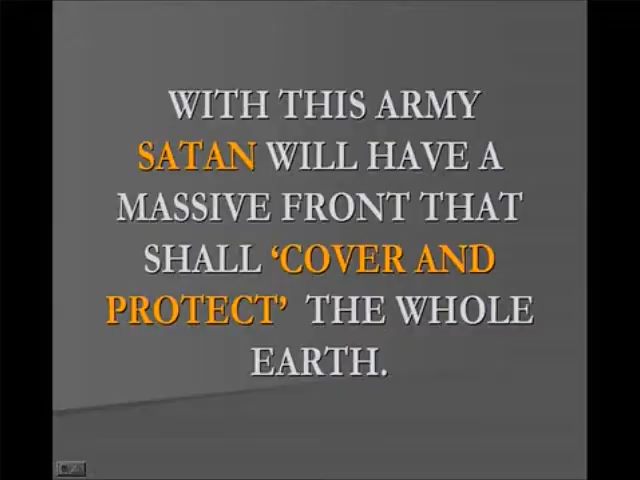 WITH THIS ARMY
SATAN WILL HAVE A
MASSIVE FRONT THAT
SHALL ‘COVER AND
PROTECT’ THE WHOLE
EARTH.